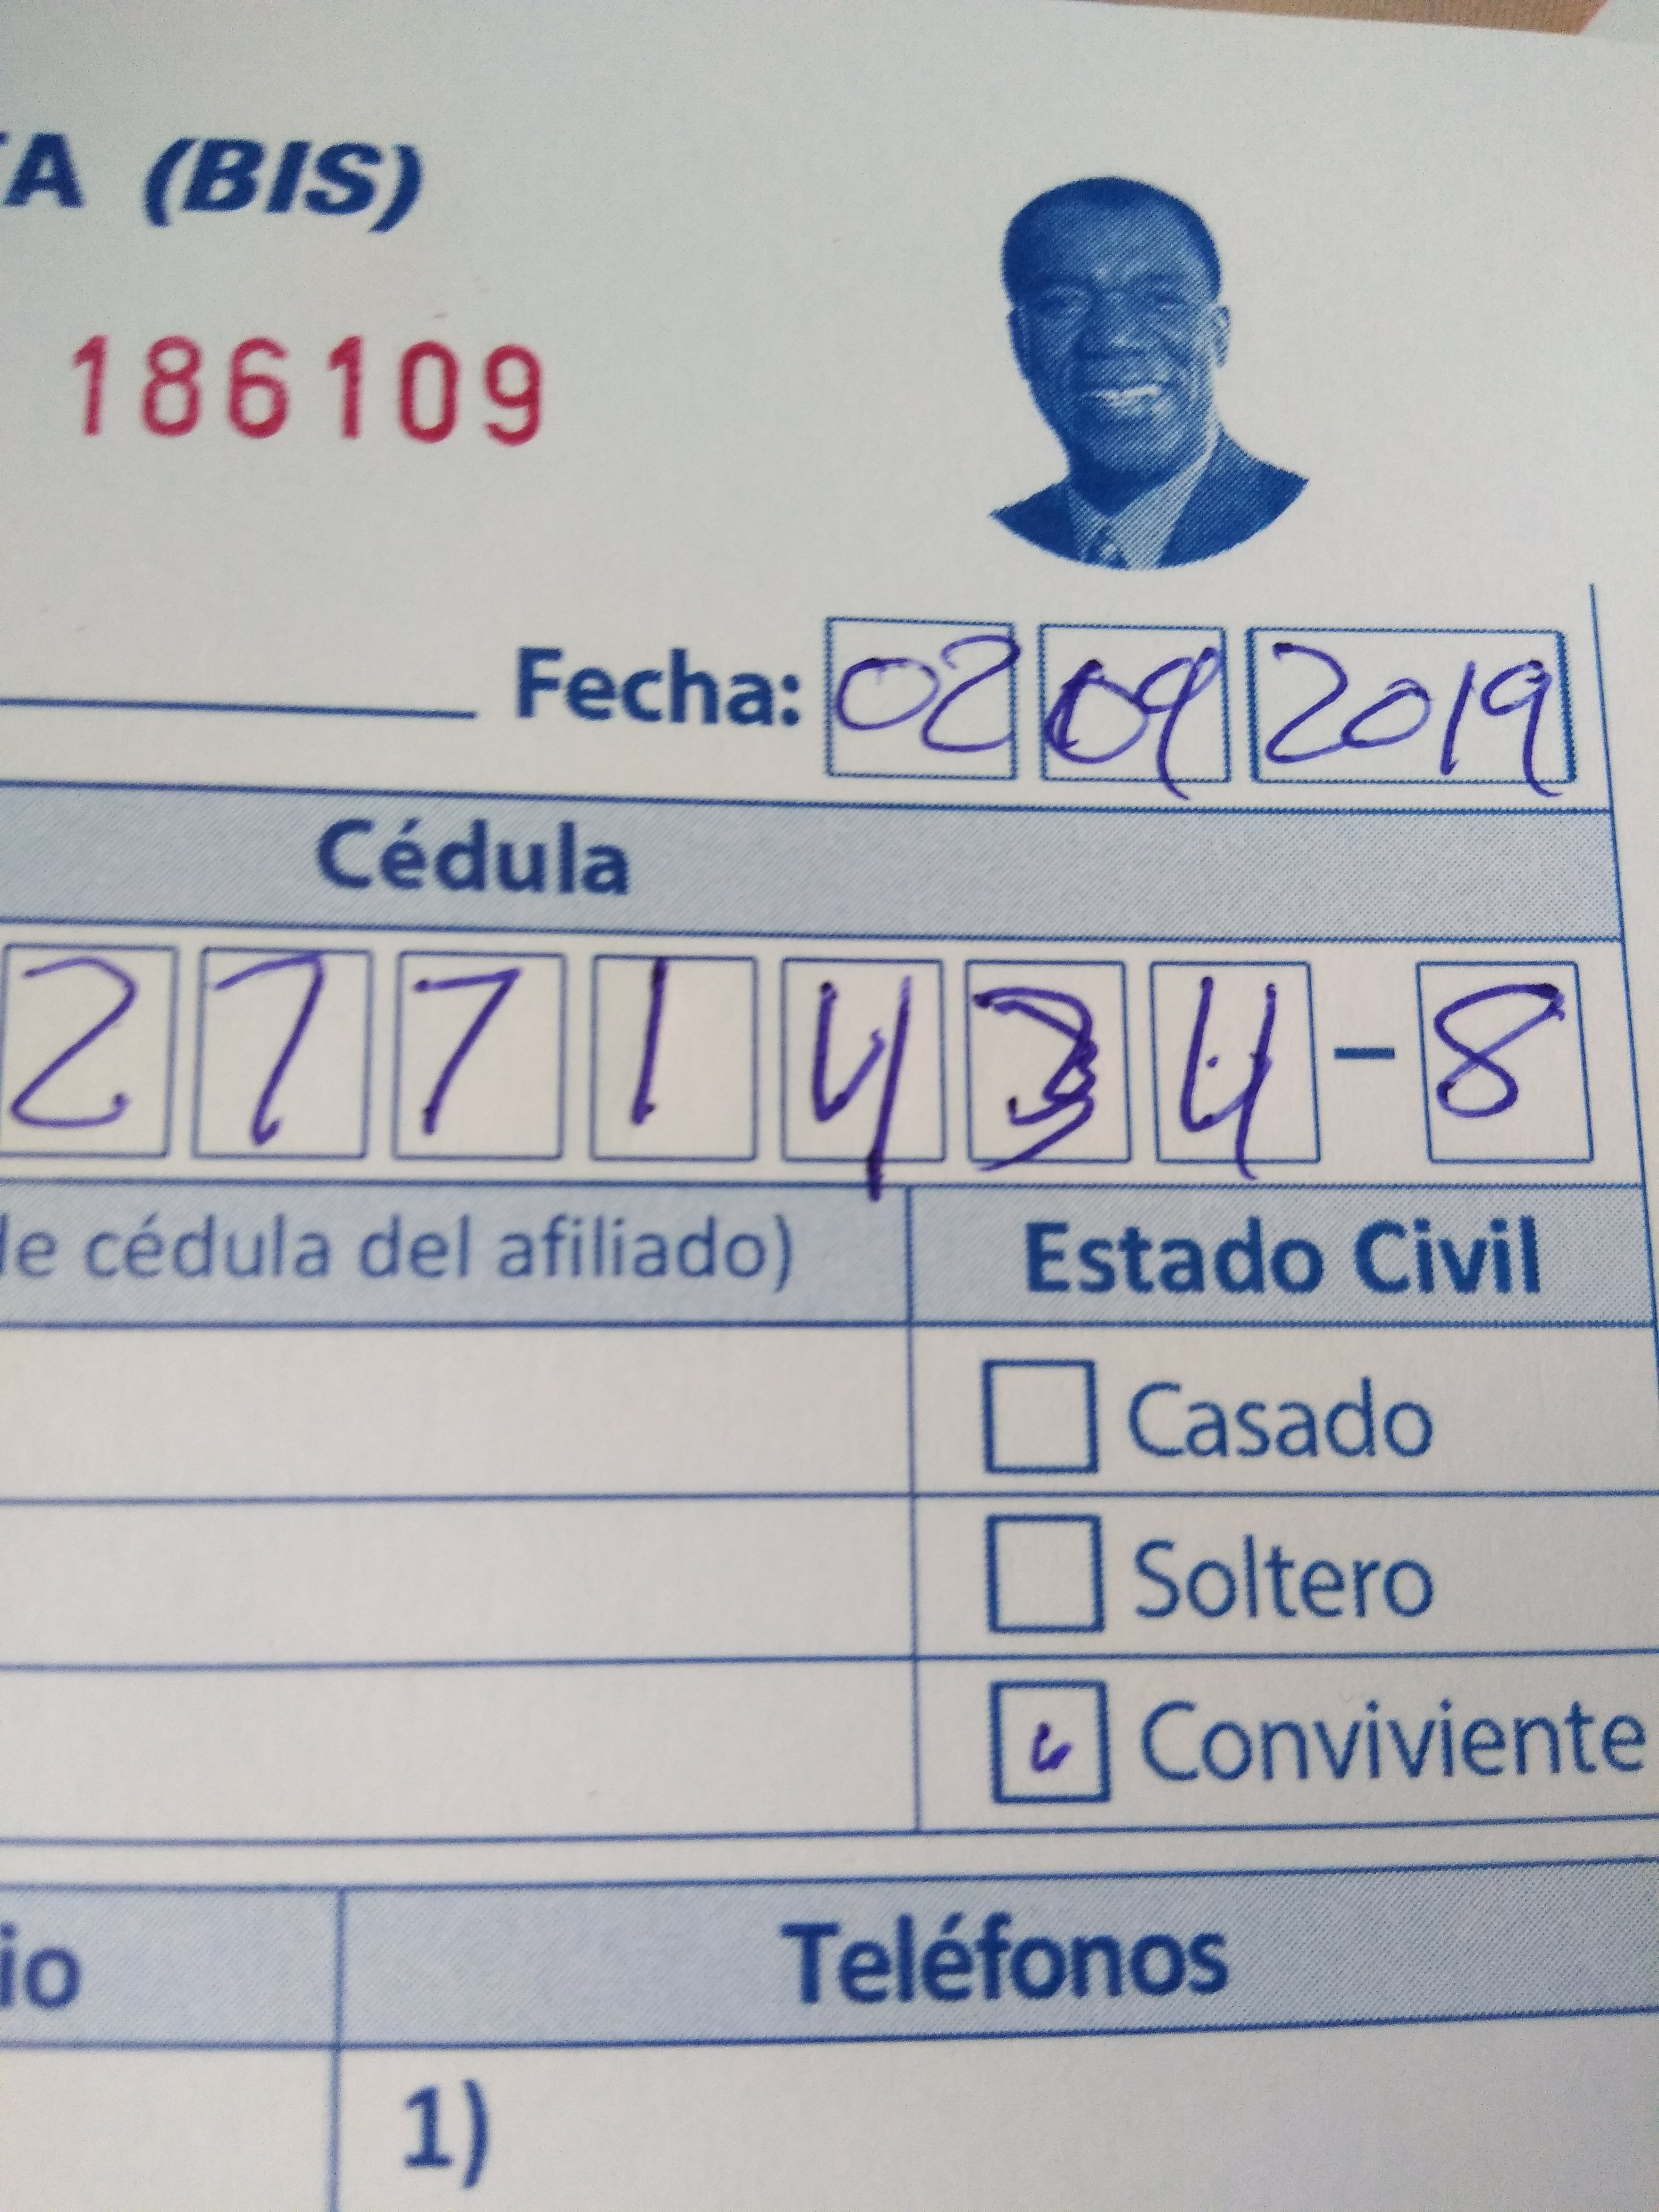 A (BIS)
186109
Fecha: 02 09 2019
Cédula
2 7 7 1 4 3 4 - 8
de cédula del afiliado)
Estado Civil
Casado
Soltero
Conviviente
io
Teléfonos
1)